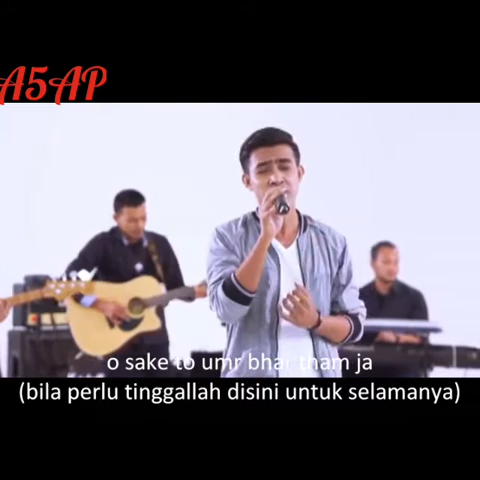 A5AP
o sake to umr bhar tham ja
(bila perlu tinggallah disini untuk selamanya)